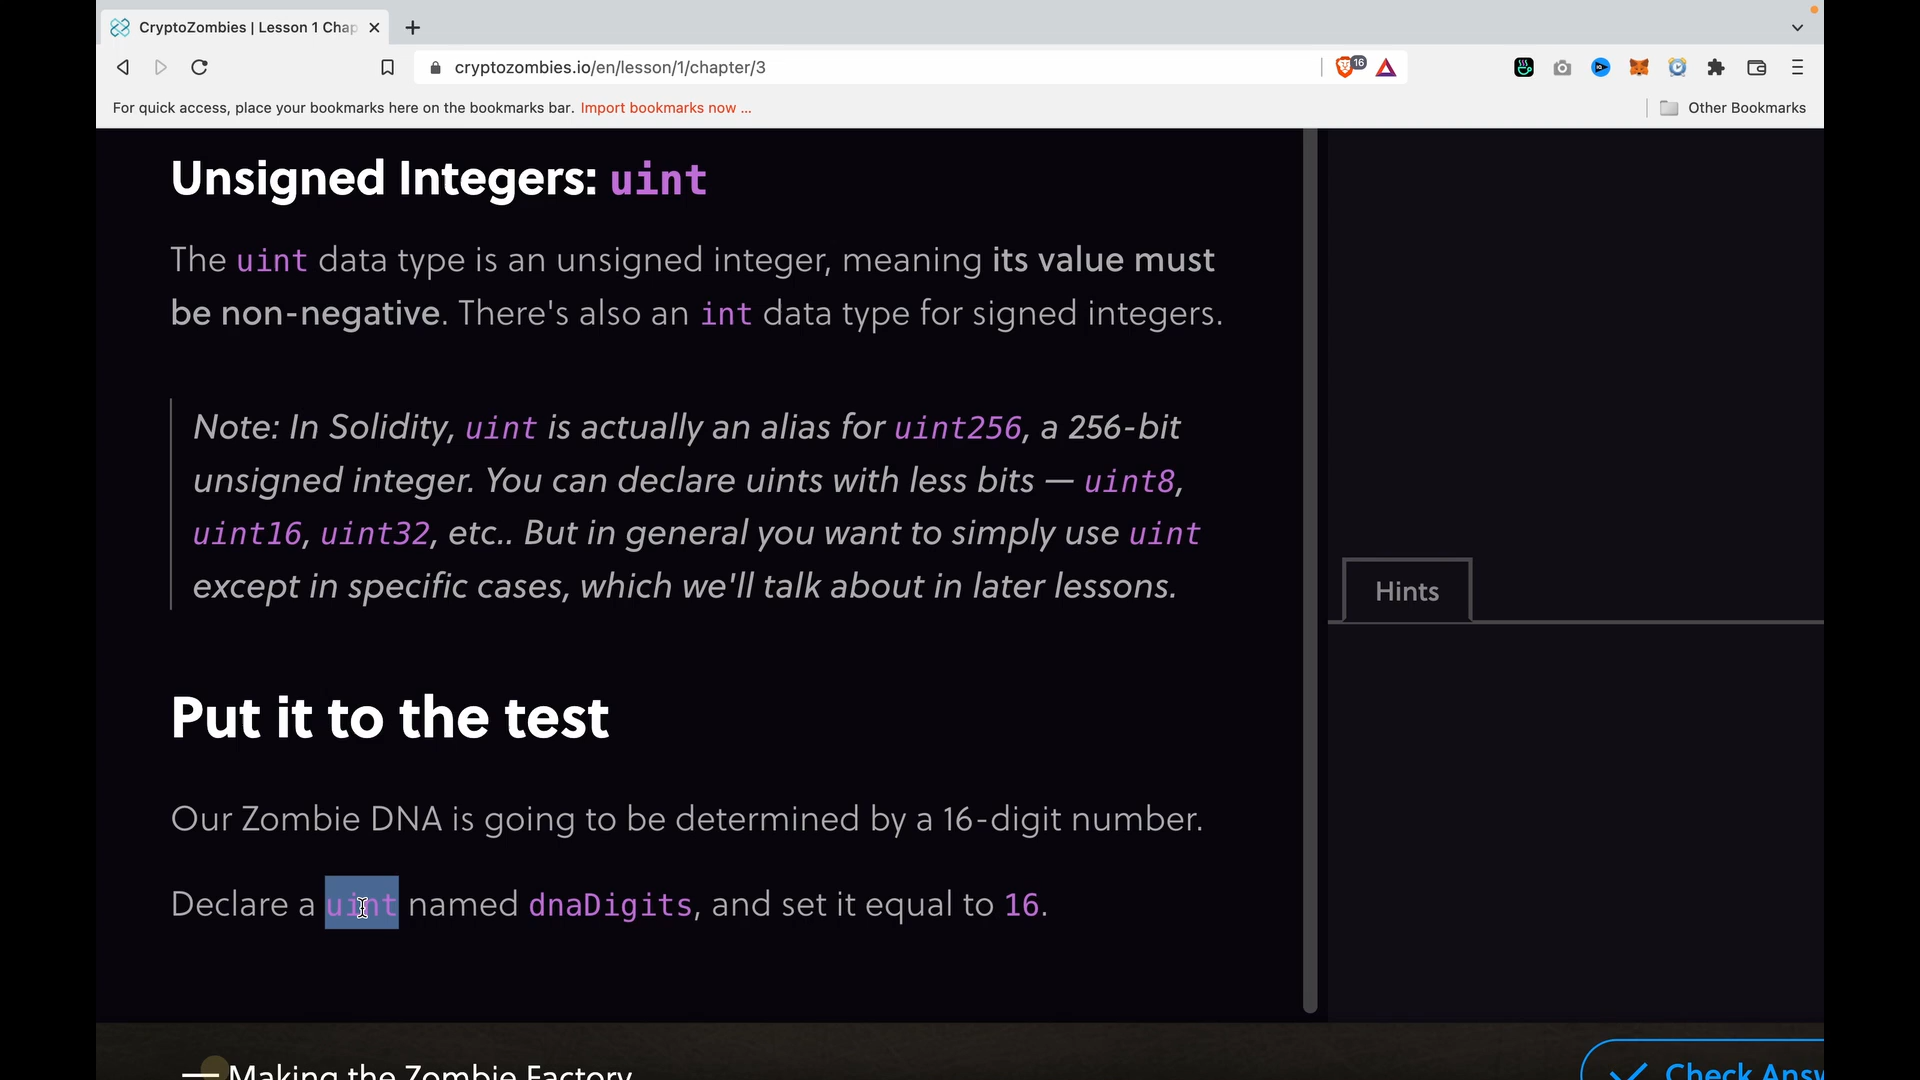 CryptoZombies | Lesson 1 Chap
cryptozombies.io/en/lesson/1/chapter/3
16
For quick access, place your bookmarks here on the bookmarks bar. Import bookmarks now ...
Other Bookmarks
Unsigned Integers: uint
The uint data type is an unsigned integer, meaning its value must
be non-negative. There's also an int data type for signed integers.
Note: In Solidity, uint is actually an alias for uint256, a 256-bit
unsigned integer. You can declare uints with less bits — uint8,
uint16, uint32, etc.. But in general you want to simply use uint
except in specific cases, which we'll talk about in later lessons.
Hints
Put it to the test
Our Zombie DNA is going to be determined by a 16-digit number.
Declare a uint named dnaDigits, and set it equal to 16.
Making the Zombie Factory
Check Answ